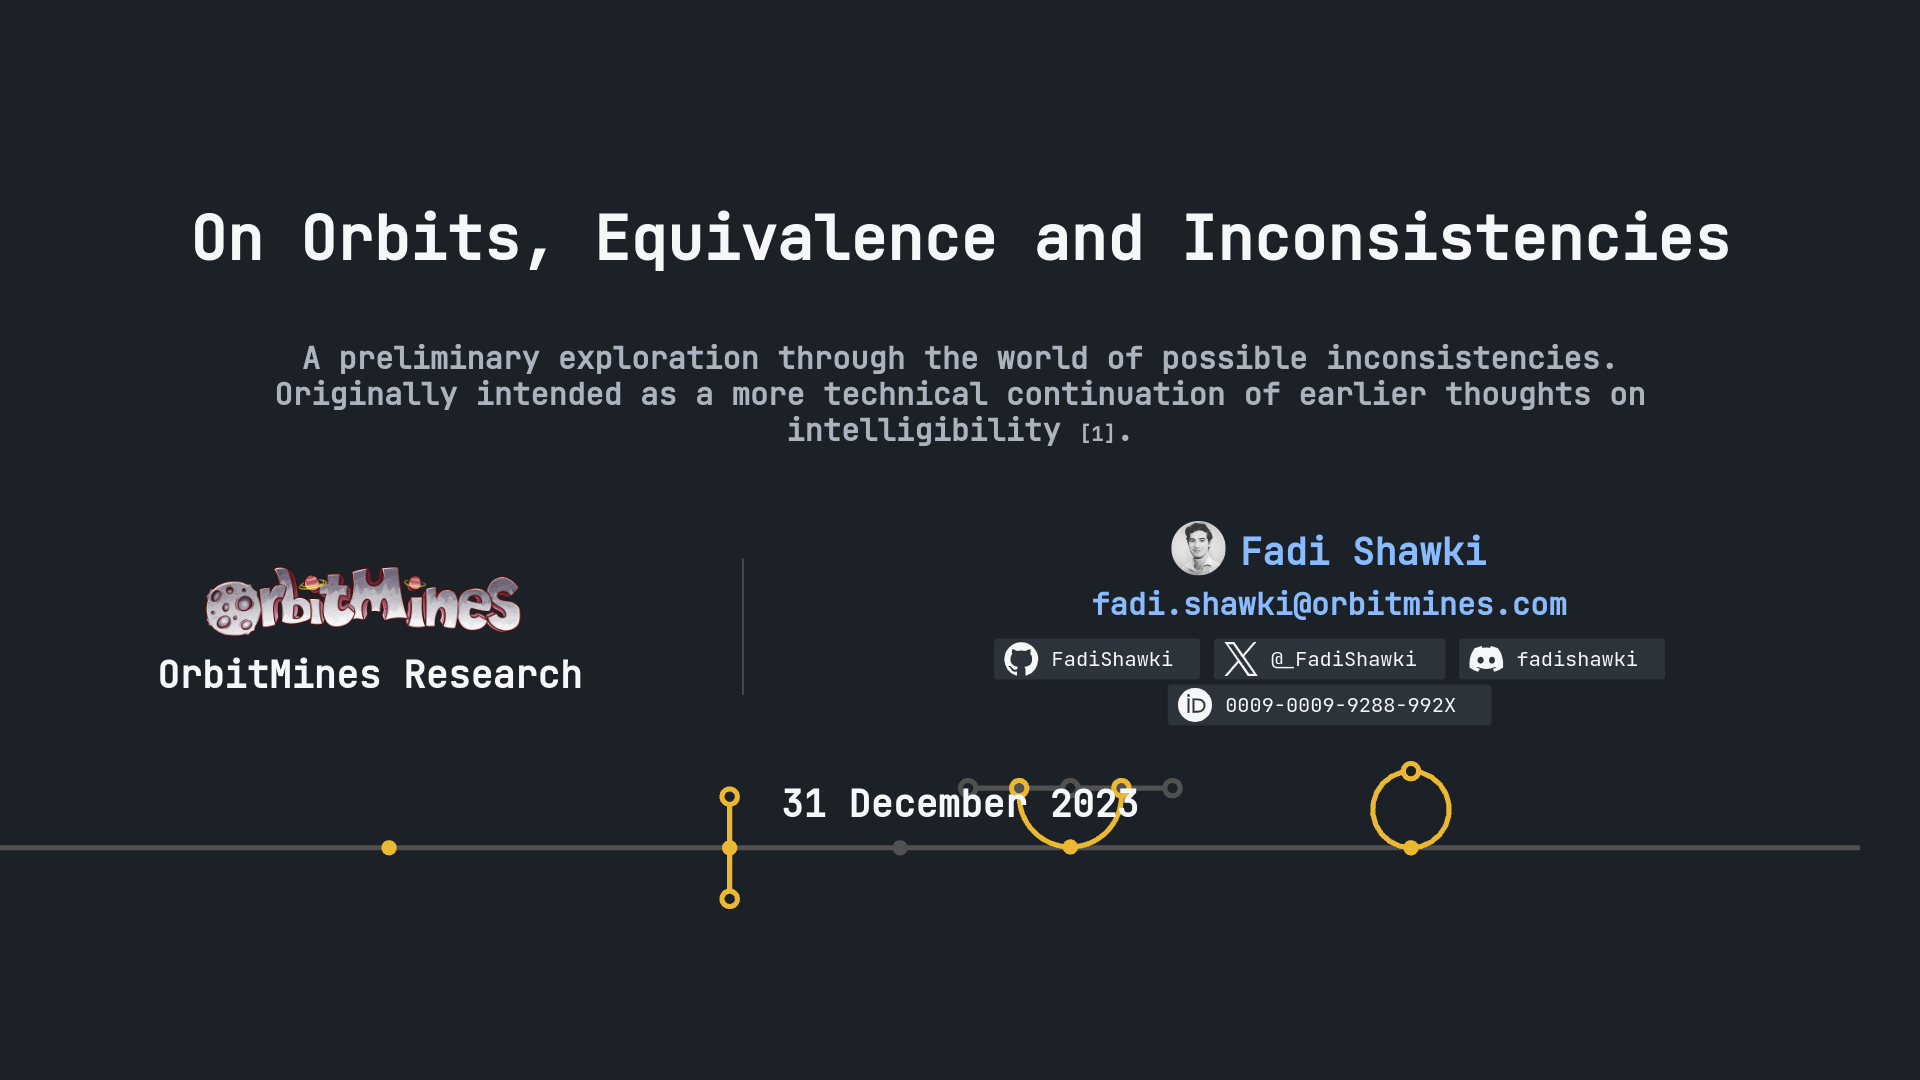 On Orbits, Equivalence and Inconsistencies
A preliminary exploration through the world of possible inconsistencies.
Originally intended as a more technical continuation of earlier thoughts on
intelligibility [1].
OrbitMines
OrbitMines Research
Fadi Shawki
fadi.shawki@orbitmines.com
FadiShawki
@_FadiShawki
fadishawki
iD
0009-0009-9288-992X
31 December 2023